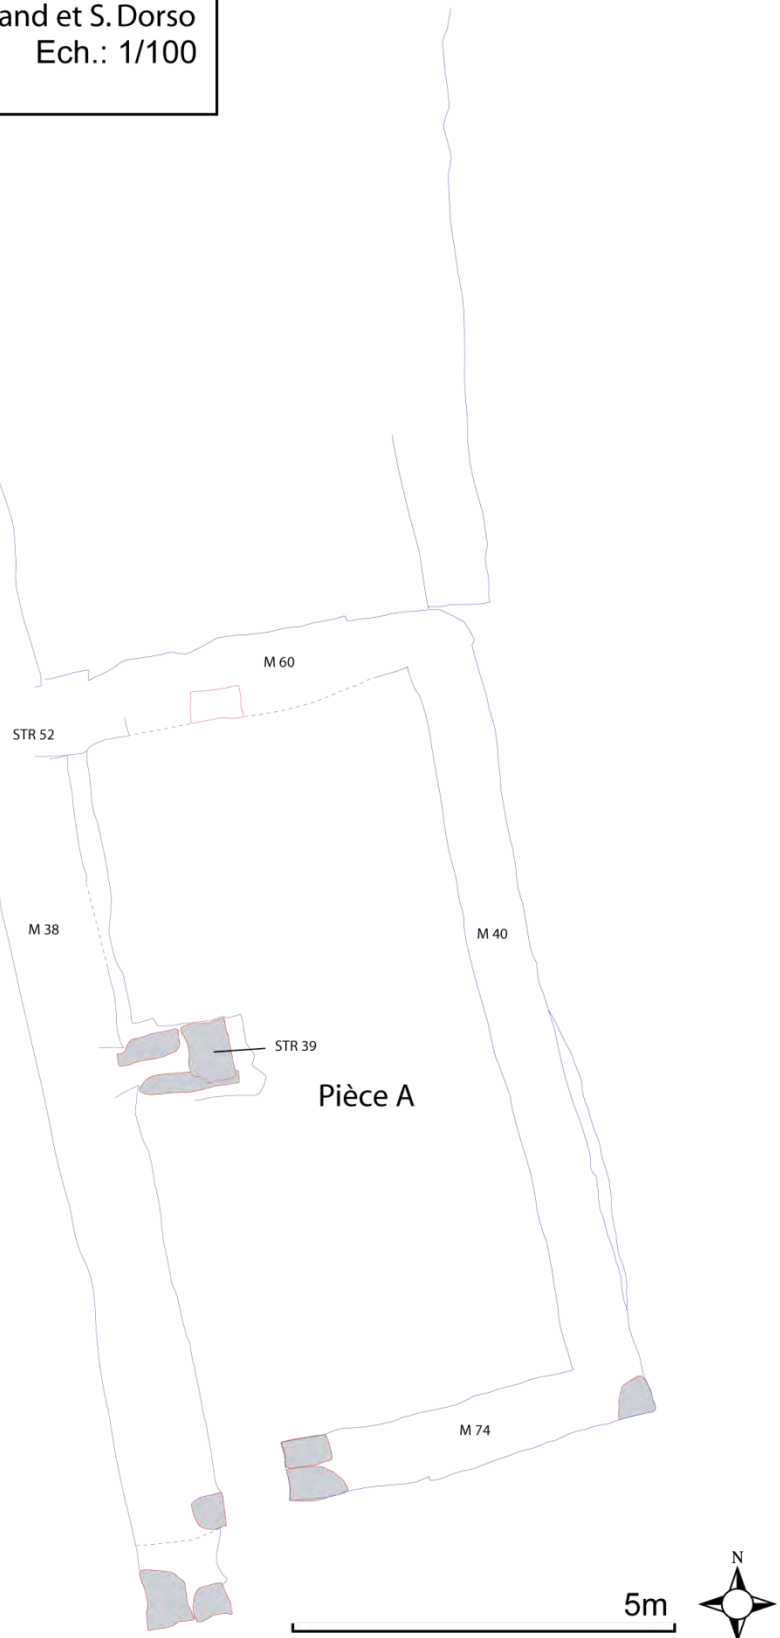 and et S. Dorso
Ech.: 1/100
M 60
STR 52
M 38
M 40
STR 39
Pièce A
M 74
N
5m